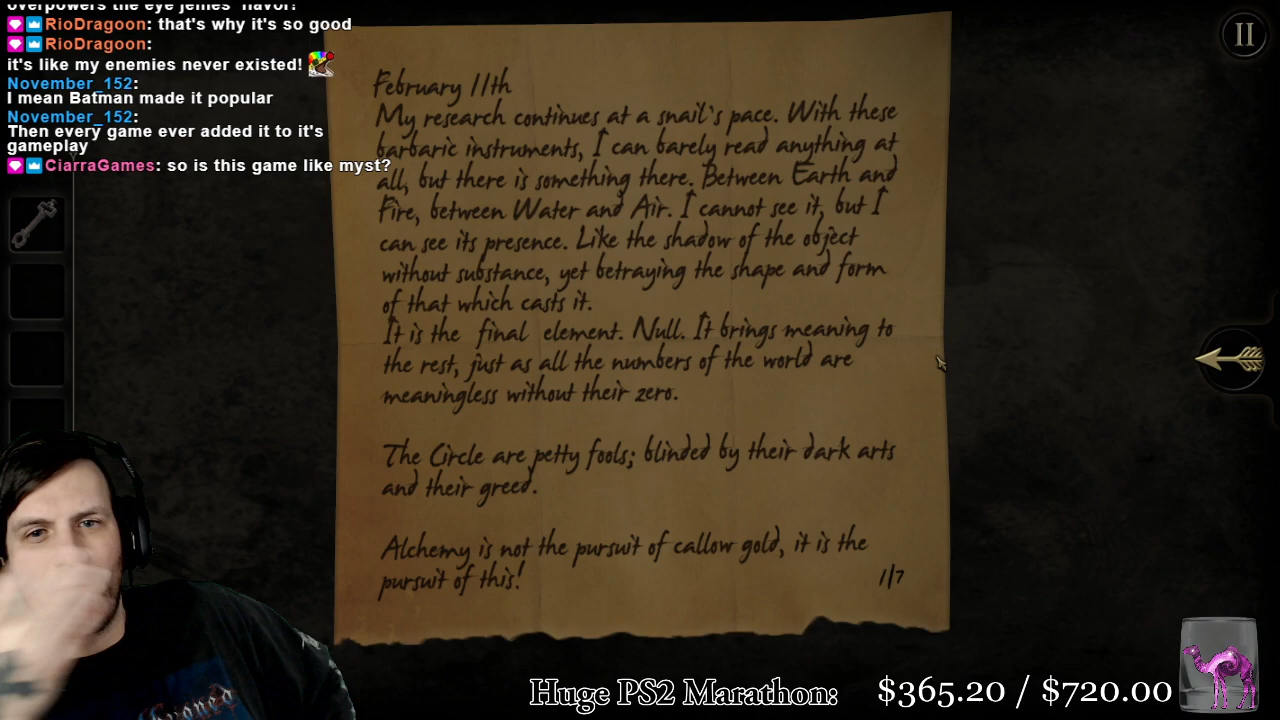 overpowers the eye jellies' flavor!
RioDragoon: that's why it's so good
RioDragoon:
it's like my enemies never existed!
November_152:
I mean Batman made it popular
November_152:
Then every game ever added it to it's
gameplay
CiarraGames: so is this game like myst?
February 11th
My research continues at a snail's pace. With these
barbaric instruments, I can barely read anything at
all, but there is something there. Between Earth and
Fire, between Water and Air. I cannot see it, but I
can see its presence. Like the shadow of the object
without substance, yet betraying the shape and form
of that which casts it.
It is the final element. Null. It brings meaning to
the rest, just as all the numbers of the world are
meaningless without their zero.
The Circle are petty fools; blinded by their dark arts
and their greed.
Alchemy is not the pursuit of callow gold, it is the
pursuit of this!
1/7
Huge PS2 Marathon: $365.20 / $720.00